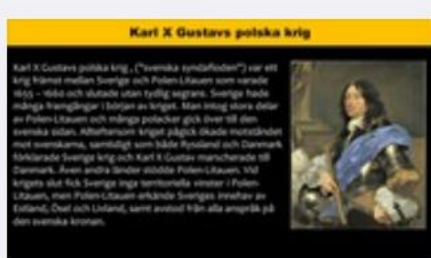 Karl X Gustavs polska krig
Karl X Gustavs polska krig , ("svenska syndafloden") var ett
krig främst mellan Sverige och Polen-Litauen som varade
1655 – 1660 och slutade utan tydlig segrare. Sverige hade
många framgångar i början av kriget. Man intog stora delar
av Polen-Litauen och många polacker gick över till den
svenska sidan. Allteftersom kriget pågick ökade motståndet
mot svenskarna, samtidigt som både Ryssland och Danmark
förklarade Sverige krig och Karl X Gustav marscherade till
Danmark. Även andra länder stödde Polen-Litauen. Vid
krigets slut fick Sverige inga territoriella vinster i Polen-
Litauen, men Polen-Litauen erkände Sveriges innehav av
Estland, Ösel och Livland, samt avstod från alla anspråk på
den svenska kronan.